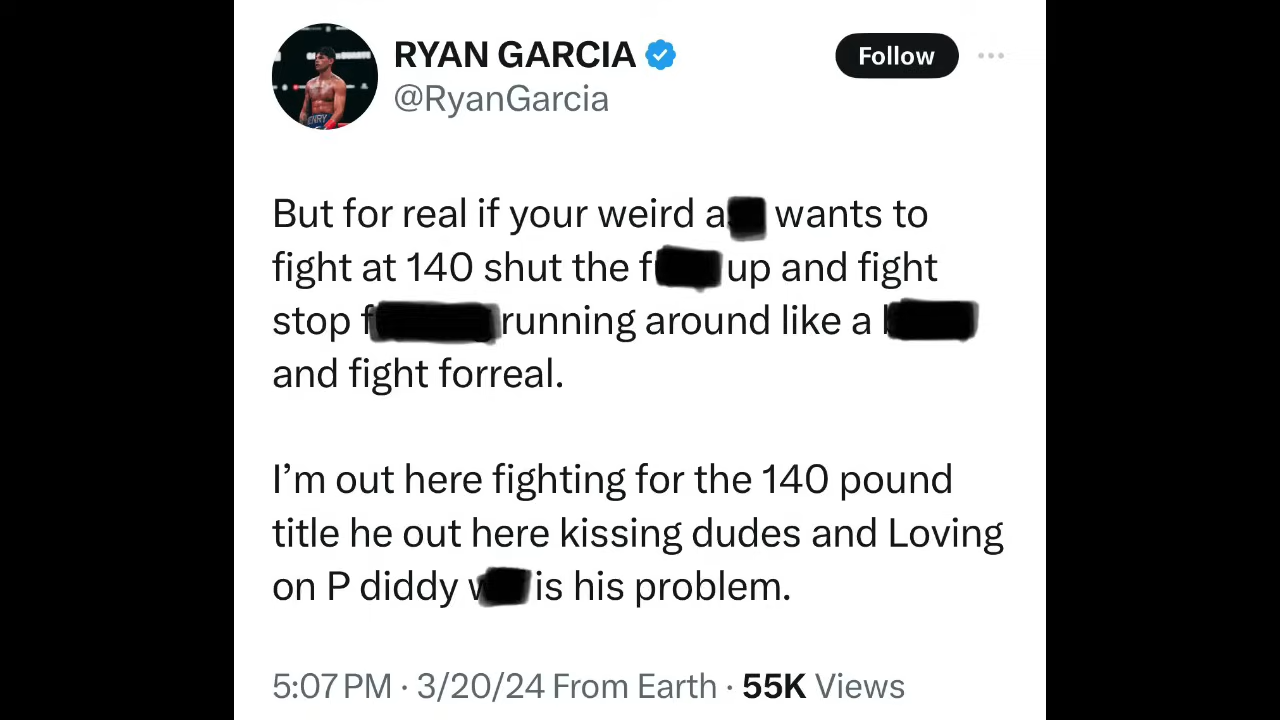 RYAN GARCIA
@RyanGarcia
Follow
But for real if your weird a wants to
fight at 140 shut the f up and fight
stop f running around like a
and fight forreal.
I'm out here fighting for the 140 pound
title he out here kissing dudes and Loving
on P diddy w is his problem.
5:07 PM · 3/20/24 From Earth · 55K Views